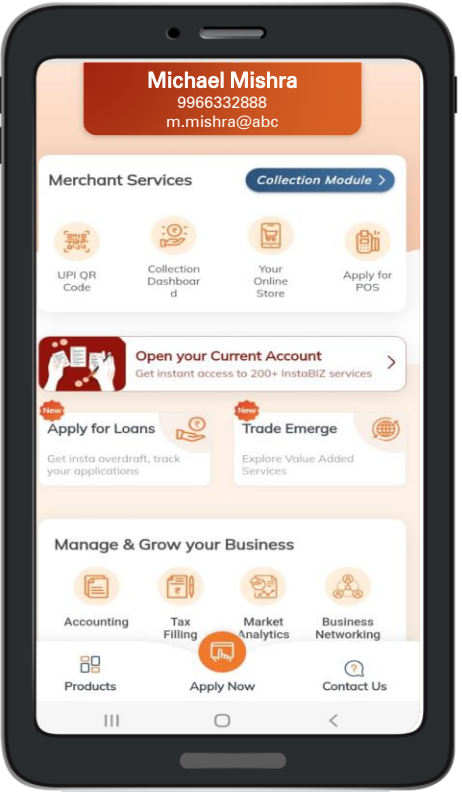 Michael Mishra
9966332888
m.mishra@abc
Merchant Services
Collection Module
UPI QR
Code
Collection
Dashboar
d
Your
Online
Store
Apply for
POS
Open your Current Account
Get instant access to 200+ InstaBIZ services
New
Apply for Loans
Get insta overdraft, track
your applications
New
Trade Emerge
Explore Value Added
Services
Manage & Grow your Business
Accounting
Tax
Filling
Market
Analytics
Business
Networking
Products
Apply Now
Contact Us